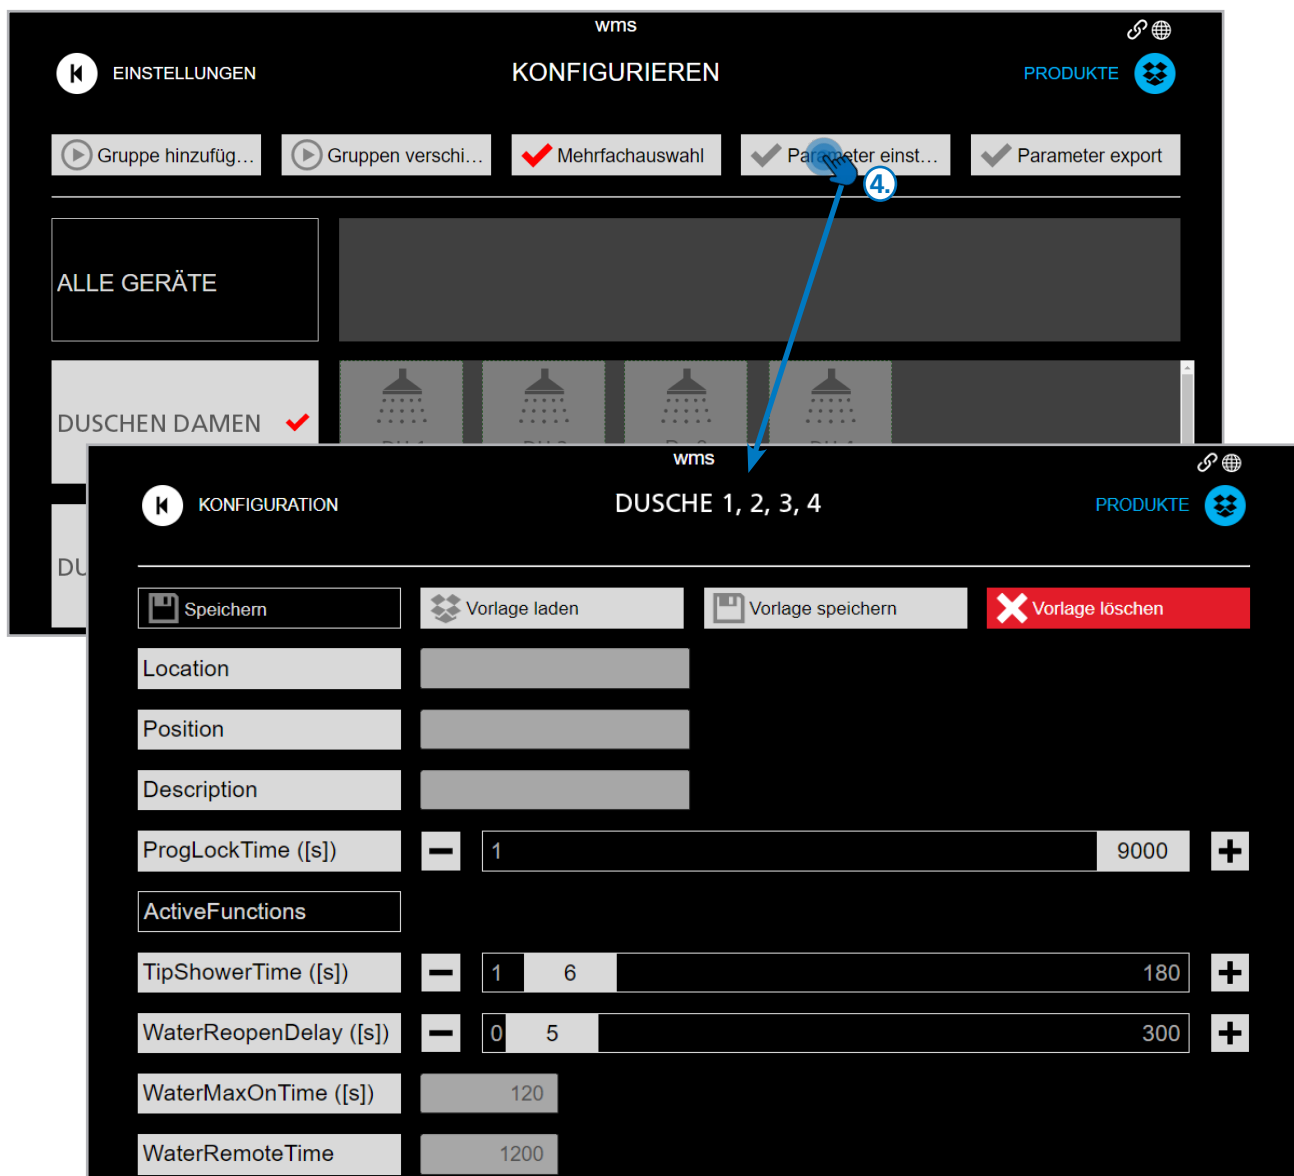 wms
EINSTELLUNGEN KONFIGURIEREN PRODUKTE
Gruppe hinzufüg... Gruppen verschi... Mehrfachauswahl Parameter einst... Parameter export
4.
ALLE GERÄTE
DUSCHEN DAMEN
DU
wms
KONFIGURATION DUSCHE 1, 2, 3, 4 PRODUKTE
Speichern Vorlage laden Vorlage speichern Vorlage löschen
Location
Position
Description
ProgLockTime ([s]) 1 9000
ActiveFunctions
TipShowerTime ([s]) 1 6 180
WaterReopenDelay ([s]) 0 5 300
WaterMaxOnTime ([s]) 120
WaterRemoteTime 1200